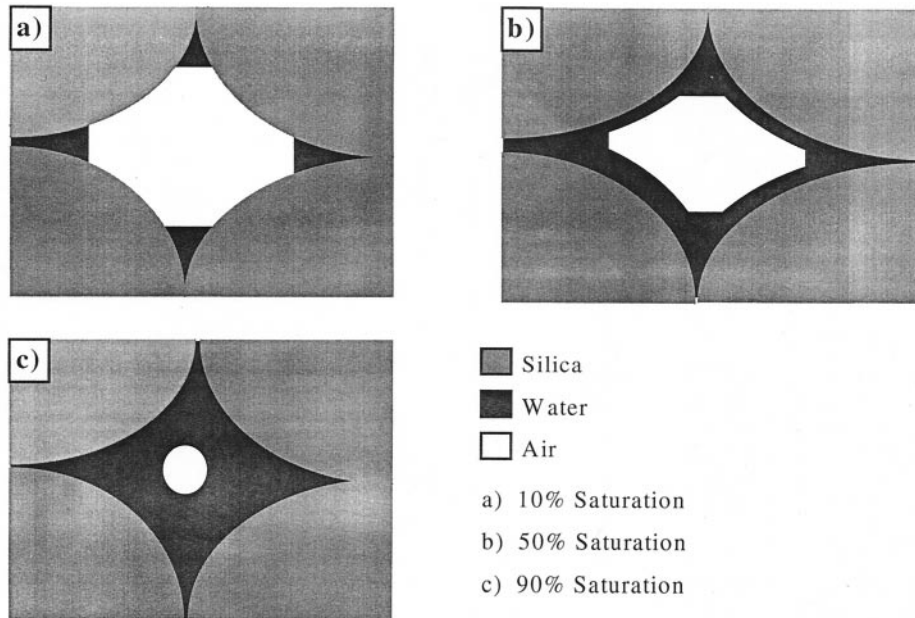 a)
b)
c)
Silica
Water
Air
a) 10% Saturation
b) 50% Saturation
c) 90% Saturation